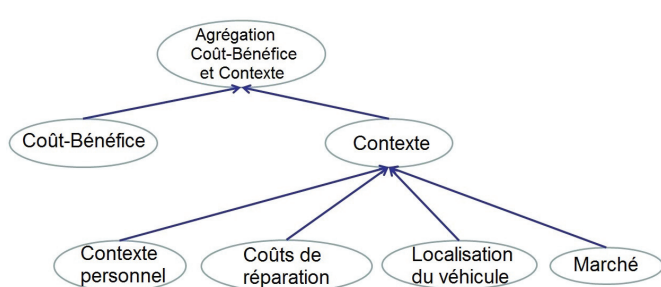 Agrégation
Coût-Bénéfice
et Contexte
Coût-Bénéfice
Contexte
Contexte
personnel
Coûts de
réparation
Localisation
du véhicule
Marché